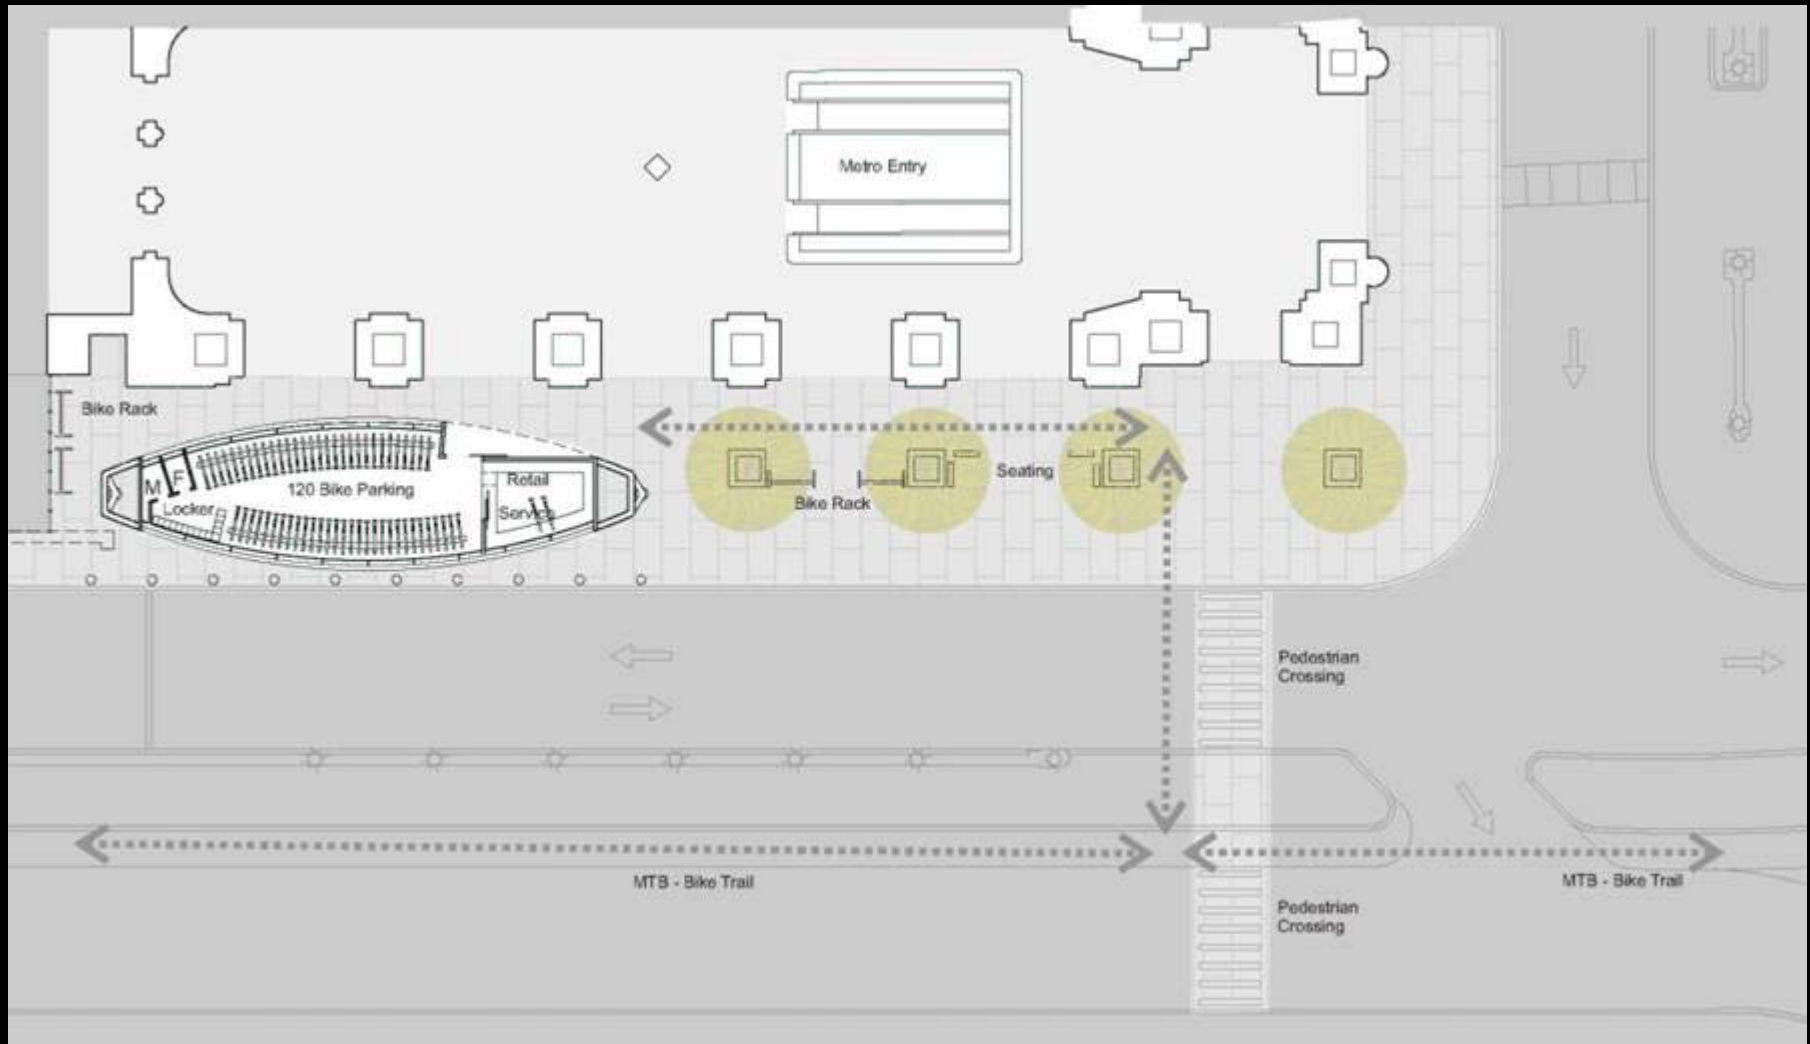 Metro Entry
Bike Rack
M
F
120 Bike Parking
Locker
Retail
Service
Bike Rack
Seating
Pedestrian
Crossing
MTB - Bike Trail
MTB - Bike Trail
Pedestrian
Crossing